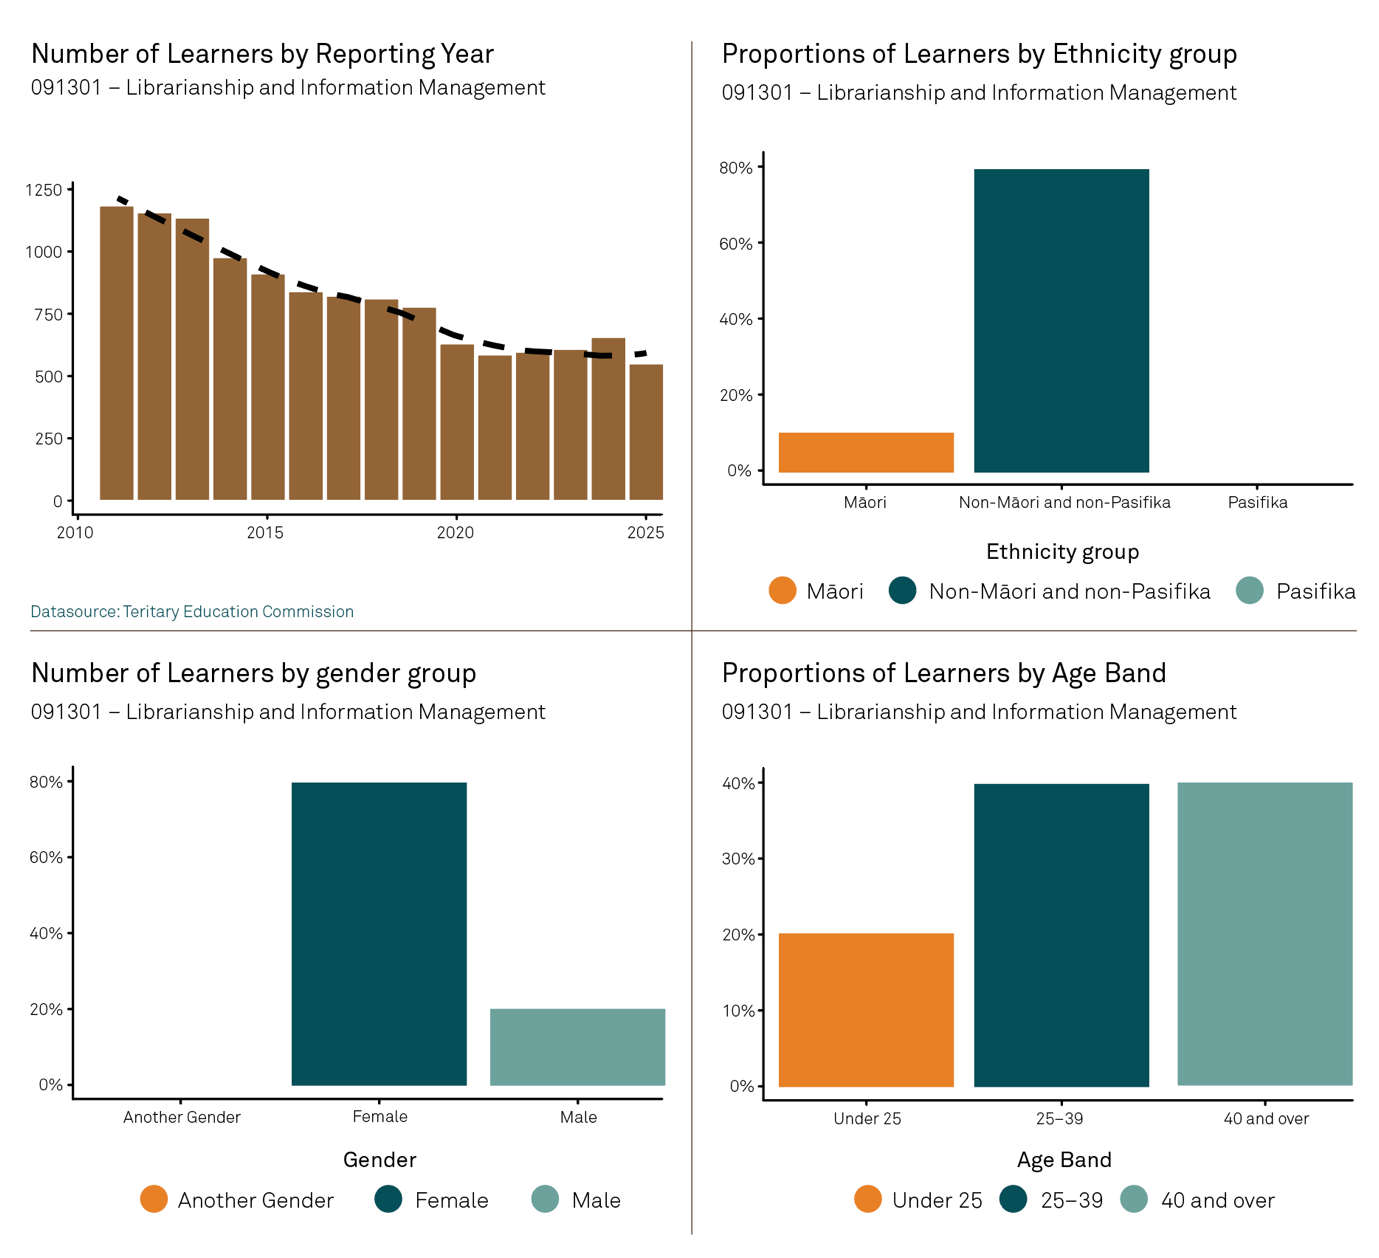 Number of Learners by Reporting Year
091301 – Librarianship and Information Management
1250
1000
750
500
250
0
2010 2015 2020 2025
Datasource: Teritary Education Commission
Proportions of Learners by Ethnicity group
091301 – Librarianship and Information Management
80%
60%
40%
20%
0%
Māori Non-Māori and non-Pasifika Pasifika
Ethnicity group
Māori Non-Māori and non-Pasifika Pasifika
Number of Learners by gender group
091301 – Librarianship and Information Management
80%
60%
40%
20%
0%
Another Gender Female Male
Gender
Another Gender Female Male
Proportions of Learners by Age Band
091301 – Librarianship and Information Management
40%
30%
20%
10%
0%
Under 25 25–39 40 and over
Age Band
Under 25 25–39 40 and over